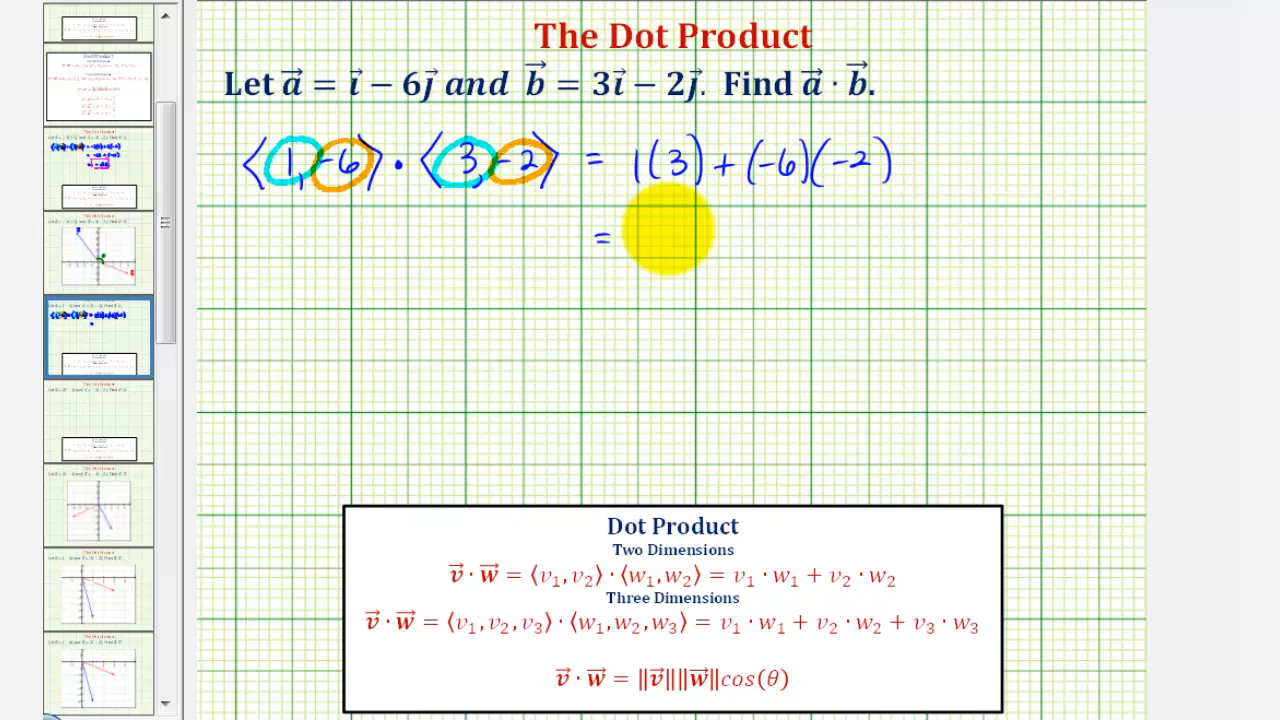 The Dot Product
Let a⃗ = i⃗ − 6j⃗ and b⃗ = 3i⃗ − 2j⃗. Find a⃗ · b⃗.
⟨1, −6⟩ · ⟨3, −2⟩ = 1(3) + (−6)(−2)
=
Dot Product
Two Dimensions
v⃗ · w⃗ = ⟨v₁, v₂⟩ · ⟨w₁, w₂⟩ = v₁ · w₁ + v₂ · w₂
Three Dimensions
v⃗ · w⃗ = ⟨v₁, v₂, v₃⟩ · ⟨w₁, w₂, w₃⟩ = v₁ · w₁ + v₂ · w₂ + v₃ · w₃
v⃗ · w⃗ = ‖v⃗‖‖w⃗‖cos(θ)